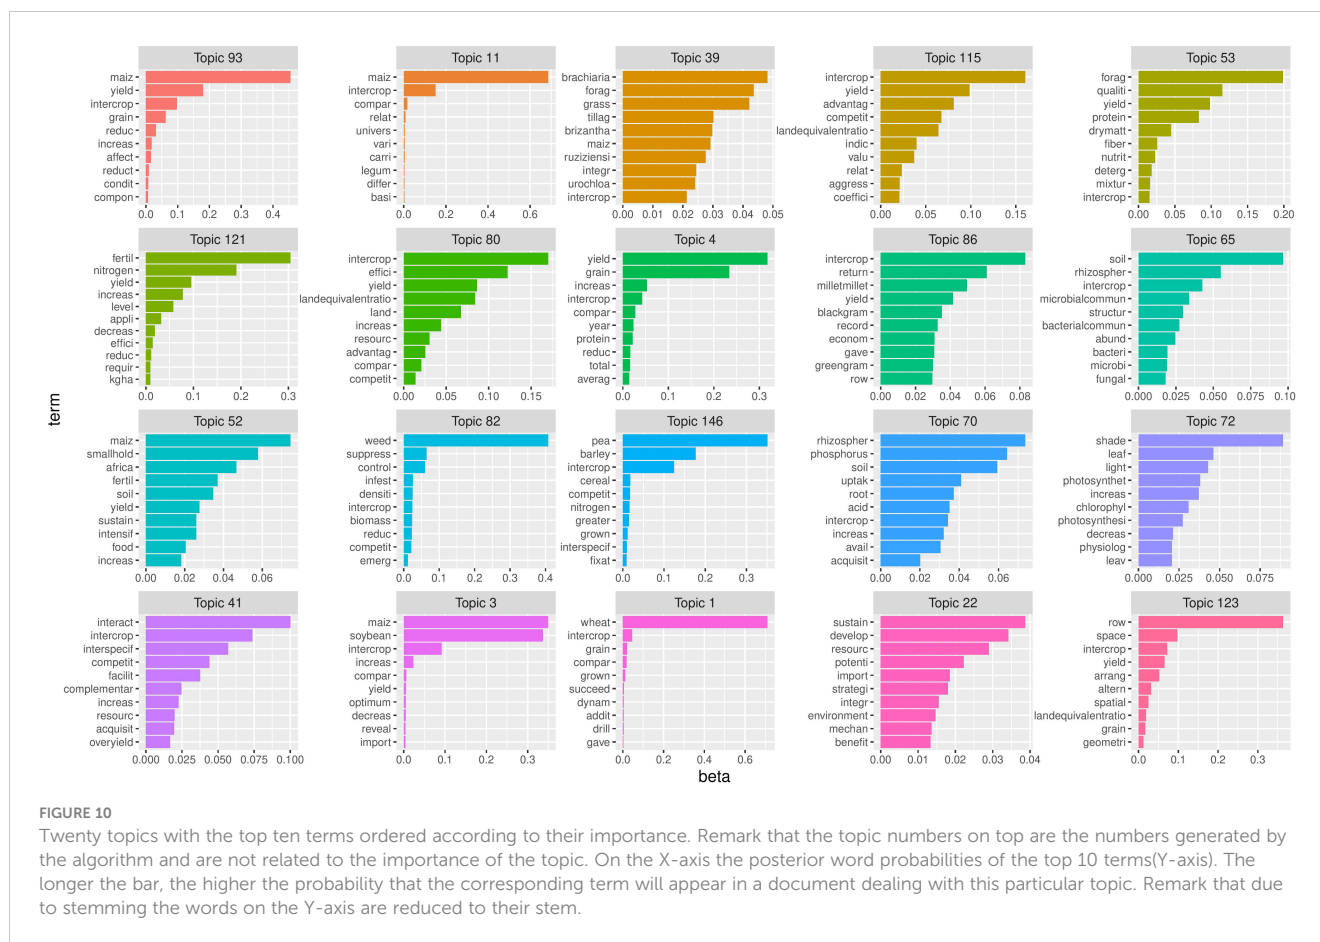 Topic 93
maiz
yield
intercrop
grain
reduc
increas
affect
reduct
condit
compon
0.0 0.1 0.2 0.3 0.4
Topic 11
maiz
intercrop
compar
relat
univers
vari
carri
legum
differ
basi
0.0 0.2 0.4 0.6
Topic 39
brachiaria
forag
grass
tillag
brizantha
maiz
ruziziensi
integr
urochloa
intercrop
0.00 0.01 0.02 0.03 0.04 0.05
Topic 115
intercrop
yield
advantag
competit
landequivalentratio
indic
valu
relat
aggress
coeffici
0.00 0.05 0.10 0.15
Topic 53
forag
qualiti
yield
protein
drymatt
fiber
nutrit
deterg
mixtur
intercrop
0.00 0.05 0.10 0.15 0.20
Topic 121
fertil
nitrogen
yield
increas
level
appli
decreas
effici
reduc
requir
kgha
0.0 0.1 0.2 0.3
Topic 80
intercrop
effici
yield
landequivalentratio
land
increas
resourc
advantag
compar
competit
0.00 0.05 0.10 0.15
Topic 4
yield
grain
increas
intercrop
compar
year
protein
reduc
total
averag
0.0 0.1 0.2 0.3
Topic 86
intercrop
return
milletmillet
yield
blackgram
record
econom
gave
greengram
row
0.00 0.02 0.04 0.06 0.08
Topic 65
soil
rhizospher
intercrop
microbialcommun
structur
bacterialcommun
abund
bacteri
microbi
fungal
0.000 0.025 0.050 0.075 0.100
term
Topic 52
maiz
smallhold
africa
fertil
soil
yield
sustain
intensif
food
increas
0.00 0.02 0.04 0.06
Topic 82
weed
suppress
control
infest
densiti
intercrop
biomass
reduc
competit
emerg
0.0 0.1 0.2 0.3 0.4
Topic 146
pea
barley
intercrop
cereal
competit
nitrogen
greater
grown
interspecif
fixat
0.0 0.1 0.2 0.3
Topic 70
rhizospher
phosphorus
soil
uptak
root
acid
intercrop
increas
avail
acquisit
0.00 0.02 0.04 0.06
Topic 72
shade
leaf
light
photosynthet
increas
chlorophyl
photosynthesi
decreas
physiolog
leav
0.000 0.025 0.050 0.075
Topic 41
interact
intercrop
interspecif
competit
facilit
complementar
increas
resourc
acquisit
overyield
0.000 0.025 0.050 0.075 0.100
Topic 3
maiz
soybean
intercrop
increas
compar
yield
optimum
decreas
reveal
import
0.0 0.1 0.2 0.3
Topic 1
wheat
intercrop
grain
compar
grown
succeed
dynam
addit
drill
gave
0.0 0.2 0.4 0.6
Topic 22
sustain
develop
resourc
potenti
import
strategi
integr
environment
mechan
benefit
0.00 0.01 0.02 0.03 0.04
Topic 123
row
space
intercrop
yield
arrang
altern
spatial
landequivalentratio
grain
geometri
0.0 0.1 0.2 0.3
beta
FIGURE 10
Twenty topics with the top ten terms ordered according to their importance. Remark that the topic numbers on top are the numbers generated by
the algorithm and are not related to the importance of the topic. On the X-axis the posterior word probabilities of the top 10 terms(Y-axis). The
longer the bar, the higher the probability that the corresponding term will appear in a document dealing with this particular topic. Remark that due
to stemming the words on the Y-axis are reduced to their stem.